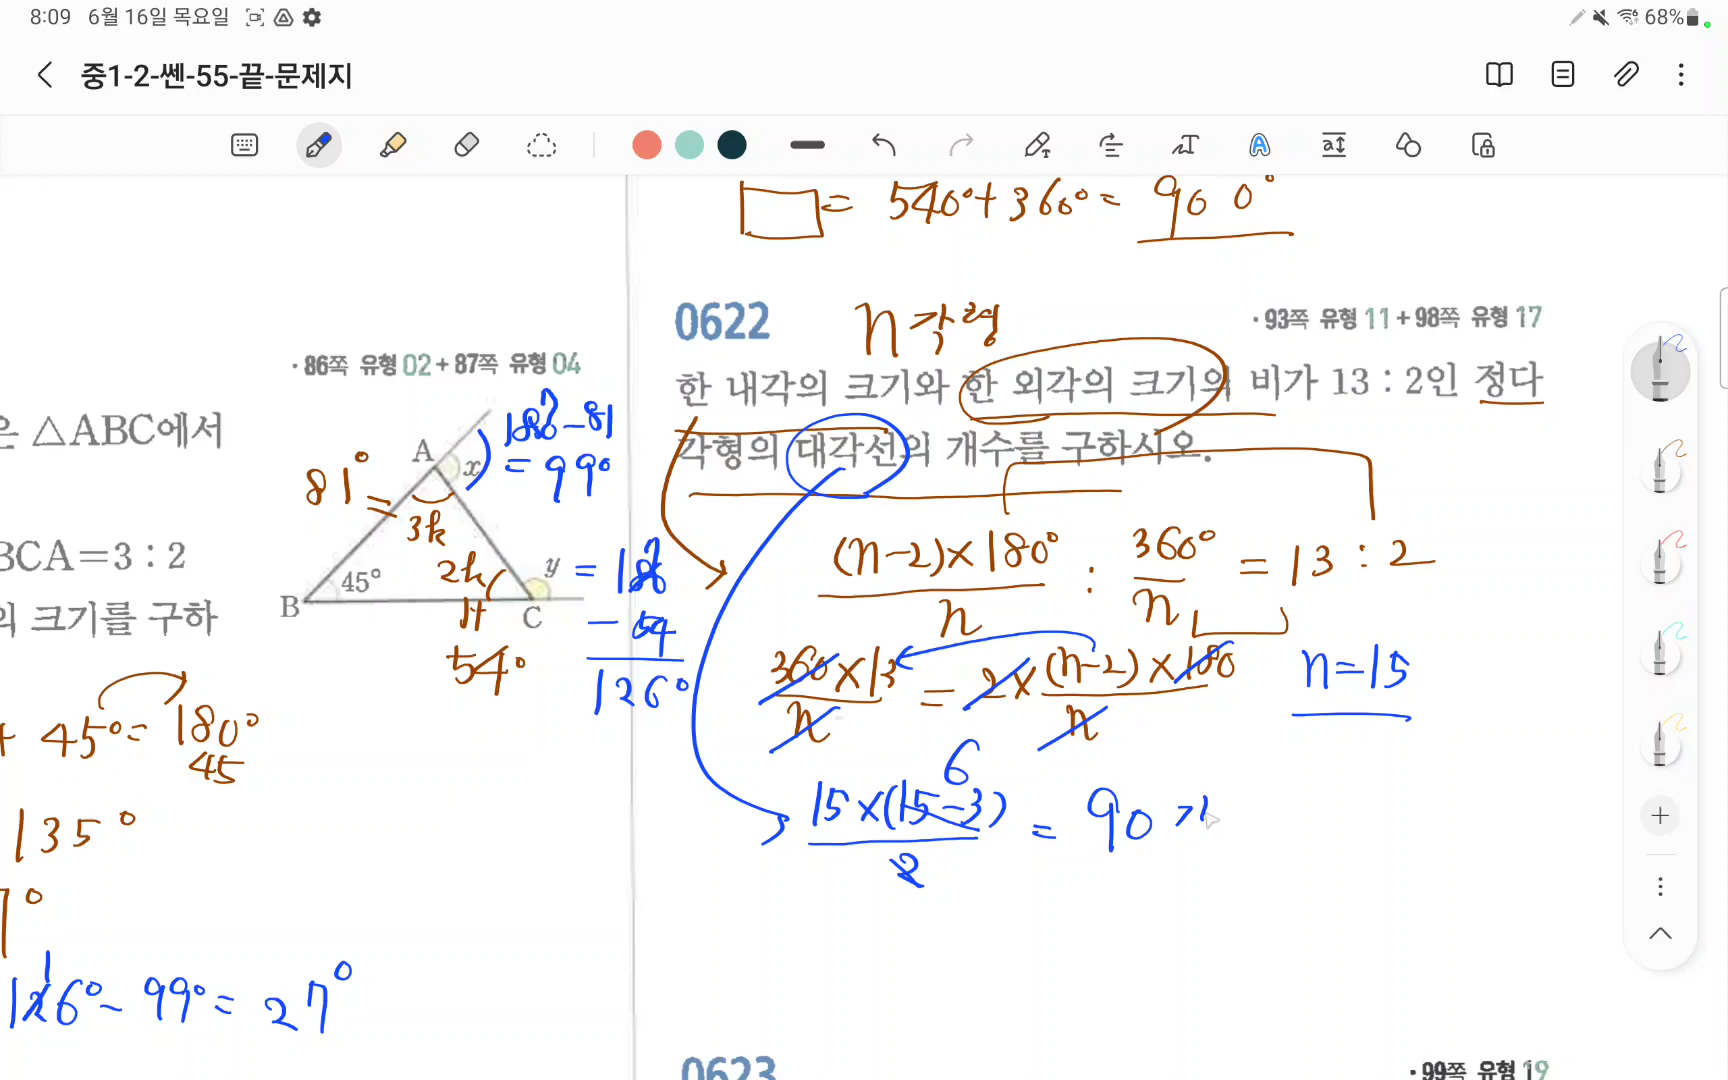 8:09 6월 16일 목요일
68%
중1-2-쎈-55-끝-문제지
□ = 540°+360°= 900°
·86쪽 유형 02+87쪽 유형 04
은 △ABC에서
BCA=3 : 2
의 크기를 구하
A x
180-81
= 99°
81° =
3k
2k
45°
B
C
y = 180
- 54
126°
54°
+ 45°= 180°
45
135°
126°- 99°= 27°
0622 n각형
·93쪽 유형 11+98쪽 유형 17
한 내각의 크기와 한 외각의 크기의 비가 13 : 2인 정다
각형의 대각선의 개수를 구하시오.
(n-2)×180°/n : 360°/n = 13 : 2
360×13/n = 2×(n-2)×180/n n=15
6
15×(15-3)/2 = 90
0623
·99쪽 유형 19